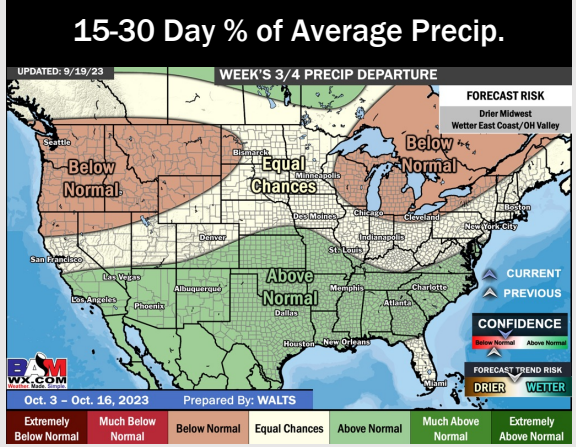 15-30 Day % of Average Precip.
UPDATED: 9/19/23
WEEK'S 3/4 PRECIP DEPARTURE
FORECAST RISK
Drier Midwest
Wetter East Coast/OH Valley
Seattle
Below
Normal
Bismarck
Equal
Chances
Minneapolis
Below
Normal
Des Moines
Chicago
Cleveland
Boston
New York City
San Francisco
Denver
Indianapolis
St. Louis
Las Vegas
Los Angeles
Phoenix
Albuquerque
Above
Normal
Dallas
Memphis
Charlotte
Atlanta
Houston
New Orleans
Miami
CURRENT
PREVIOUS
CONFIDENCE
Below Normal
Above Normal
FORECAST TREND RISK
DRIER
WETTER
BAM
WX.COM
Weather. Made. Simple.
Oct. 3 – Oct. 16, 2023
Prepared By: WALTS
Extremely
Below Normal
Much Below
Normal
Below Normal
Equal Chances
Above Normal
Much Above
Normal
Extremely
Above Normal